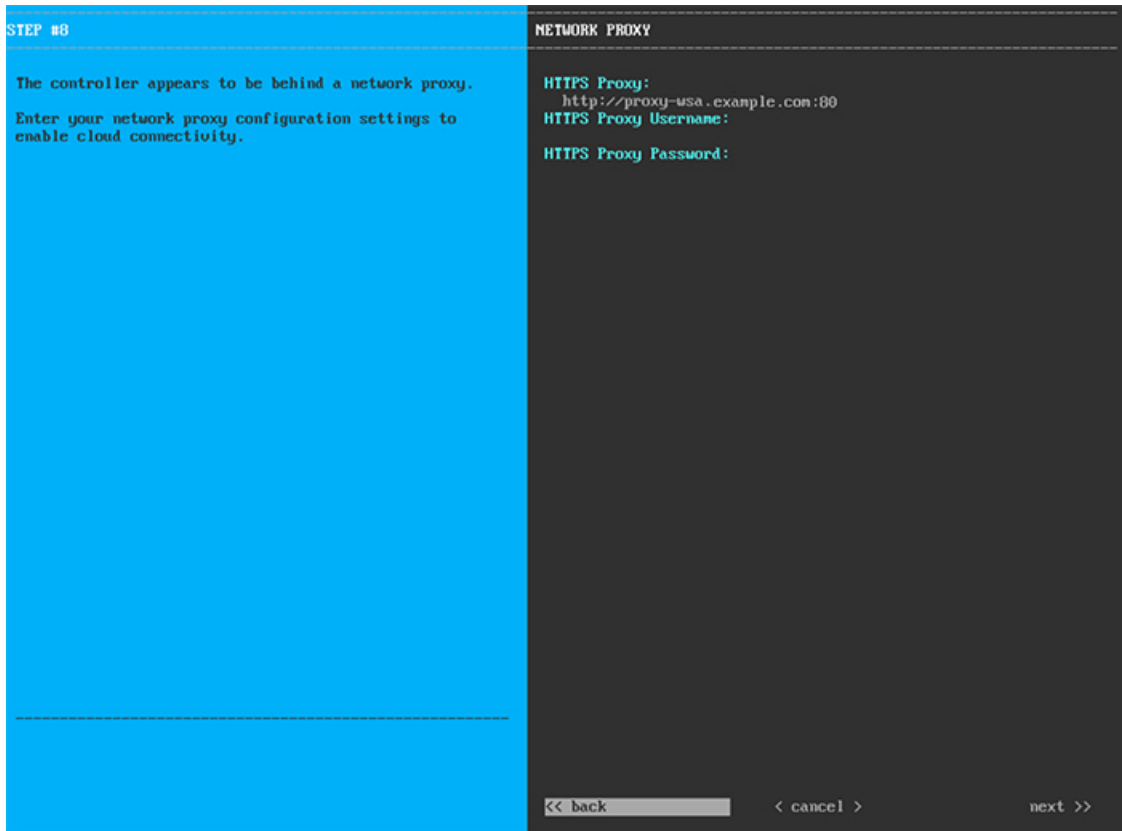 STEP #8
The controller appears to be behind a network proxy.
Enter your network proxy configuration settings to
enable cloud connectivity.
NETWORK PROXY
HTTPS Proxy:
http://proxy-wsa.example.com:80
HTTPS Proxy Username:
HTTPS Proxy Password:
<< back < cancel > next >>